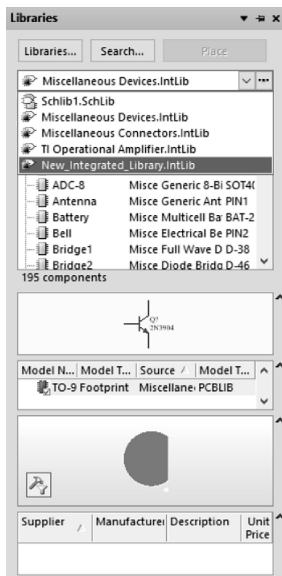 Libraries
Libraries... Search... Place
Miscellaneous Devices.IntLib
Schlib1.SchLib
Miscellaneous Devices.IntLib
Miscellaneous Connectors.IntLib
TI Operational Amplifier.IntLib
New_Integrated_Library.IntLib
ADC-8 Misce Generic 8-Bi SOT4(
Antenna Misce Generic Ant PIN1
Battery Misce Multicell Ba BAT-2
Bell Misce Electrical Be PIN2
Bridge1 Misce Full Wave D D-38
Bridge2 Misce Diode Bridg D-46
195 components
Q?
2N3904
Model N... Model T... Source Model T...
TO-9 Footprint Miscellane PCBLIB
Supplier Manufacturer Description Unit Price